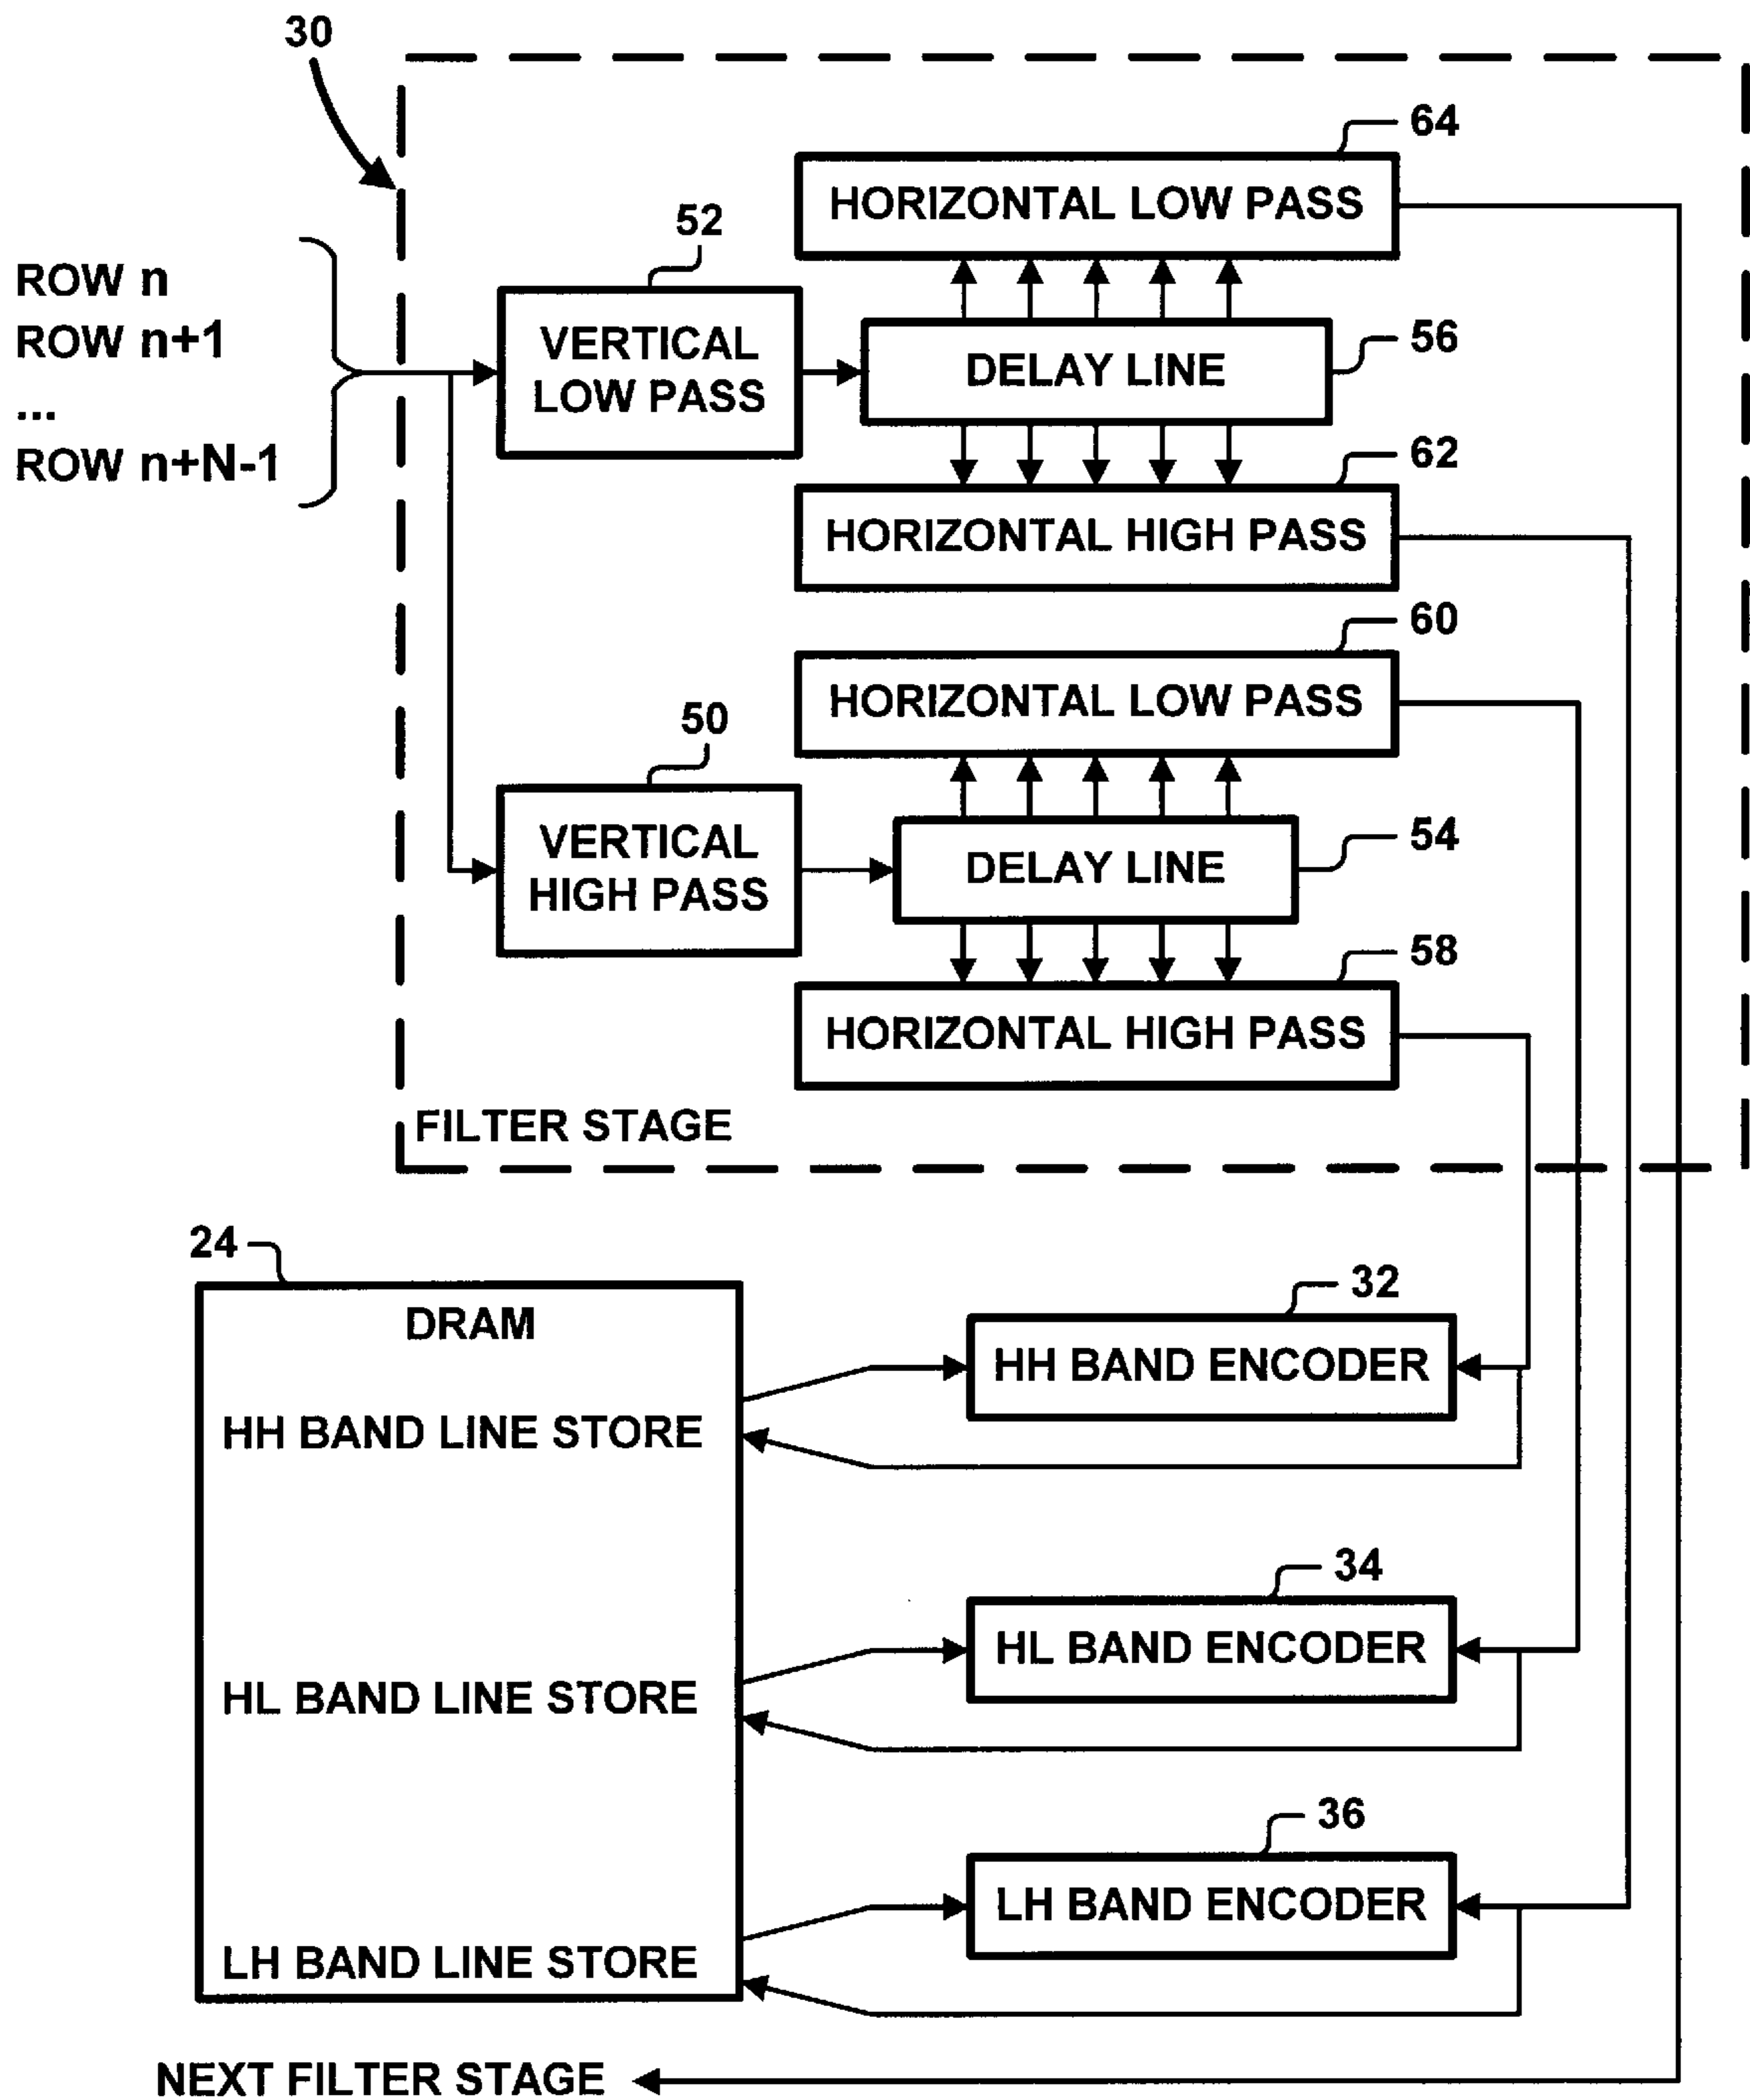 30
64
HORIZONTAL LOW PASS
52
ROW n
ROW n+1
...
ROW n+N-1
VERTICAL
LOW PASS
DELAY LINE
56
62
HORIZONTAL HIGH PASS
60
HORIZONTAL LOW PASS
50
VERTICAL
HIGH PASS
DELAY LINE
54
58
HORIZONTAL HIGH PASS
FILTER STAGE
24
DRAM
32
HH BAND ENCODER
HH BAND LINE STORE
34
HL BAND ENCODER
HL BAND LINE STORE
36
LH BAND ENCODER
LH BAND LINE STORE
NEXT FILTER STAGE